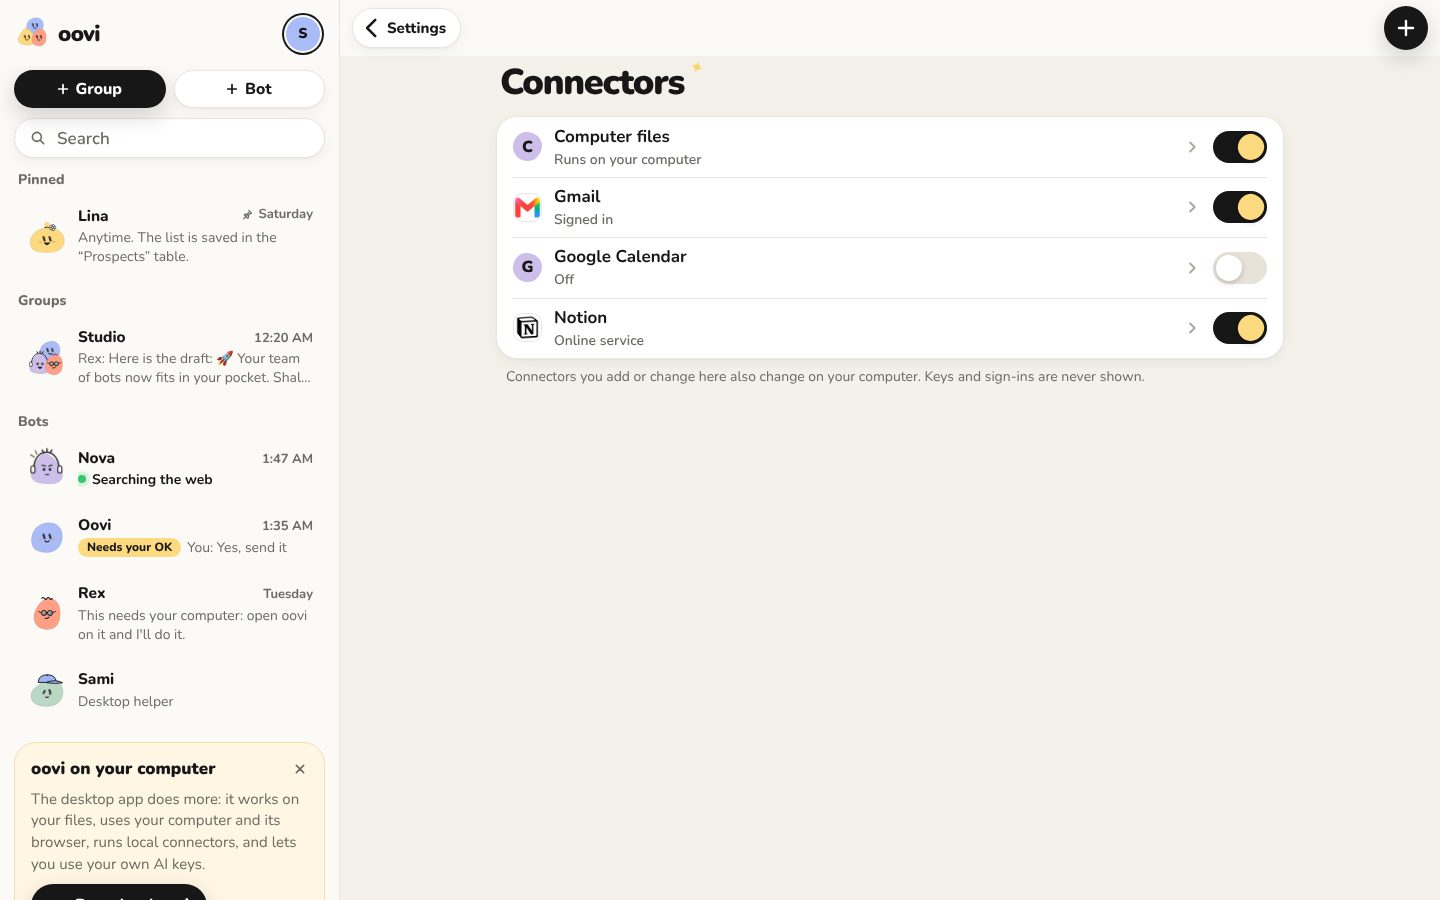 oovi
S
+ Group
+ Bot
Search
Pinned
Lina
Saturday
Anytime. The list is saved in the
“Prospects” table.
Groups
Studio
12:20 AM
Rex: Here is the draft: 🚀 Your team
of bots now fits in your pocket. Shal…
Bots
Nova
1:47 AM
Searching the web
Oovi
1:35 AM
Needs your OK
You: Yes, send it
Rex
Tuesday
This needs your computer: open oovi
on it and I'll do it.
Sami
Desktop helper
oovi on your computer
The desktop app does more: it works on
your files, uses your computer and its
browser, runs local connectors, and lets
you use your own AI keys.
Settings
Connectors
C
Computer files
Runs on your computer
Gmail
Signed in
G
Google Calendar
Off
N
Notion
Online service
Connectors you add or change here also change on your computer. Keys and sign-ins are never shown.